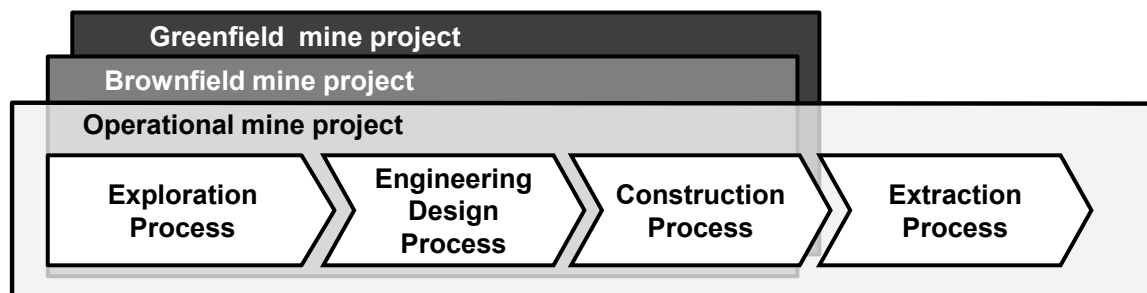 Greenfield  mine project
Brownfield mine project
Operational mine project
Exploration
Process
Engineering
Design
Process
Construction
Process
Extraction
Process